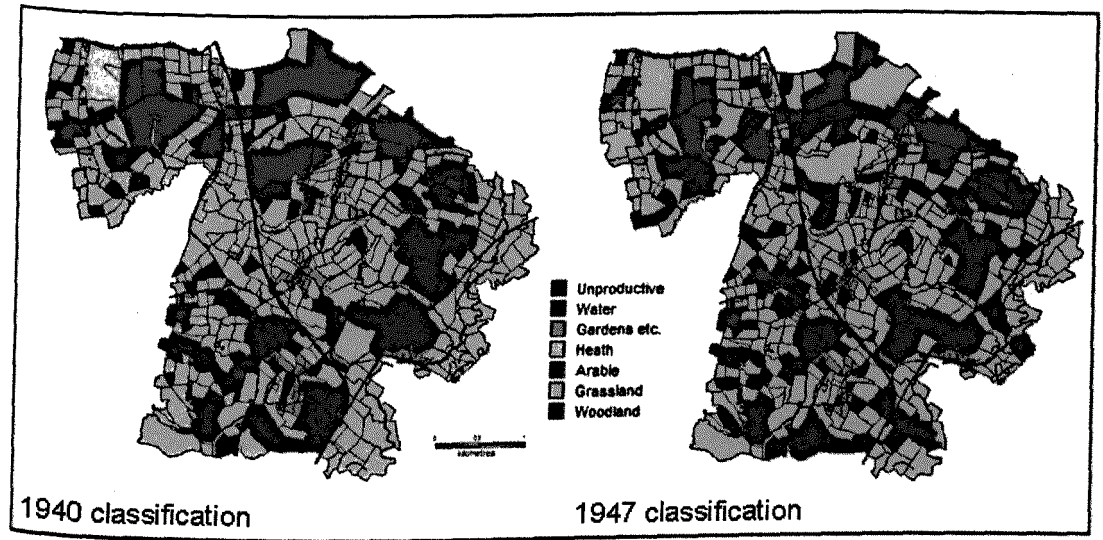 Unproductive
Water
Gardens etc.
Heath
Arable
Grassland
Woodland
kilometres
1940 classification
1947 classification